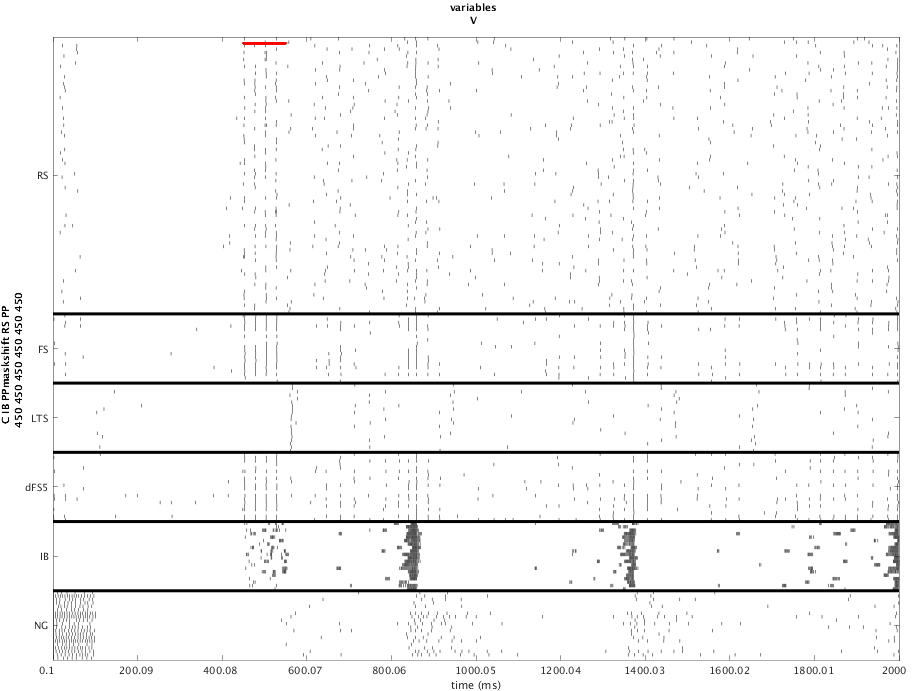 variables
V
C IB PPmaskshift RS PP
450 450 450 450 450 450
RS
FS
LTS
dFS5
IB
NG
0.1 200.09 400.08 600.07 800.06 1000.05 1200.04 1400.03 1600.02 1800.01 2000
time (ms)